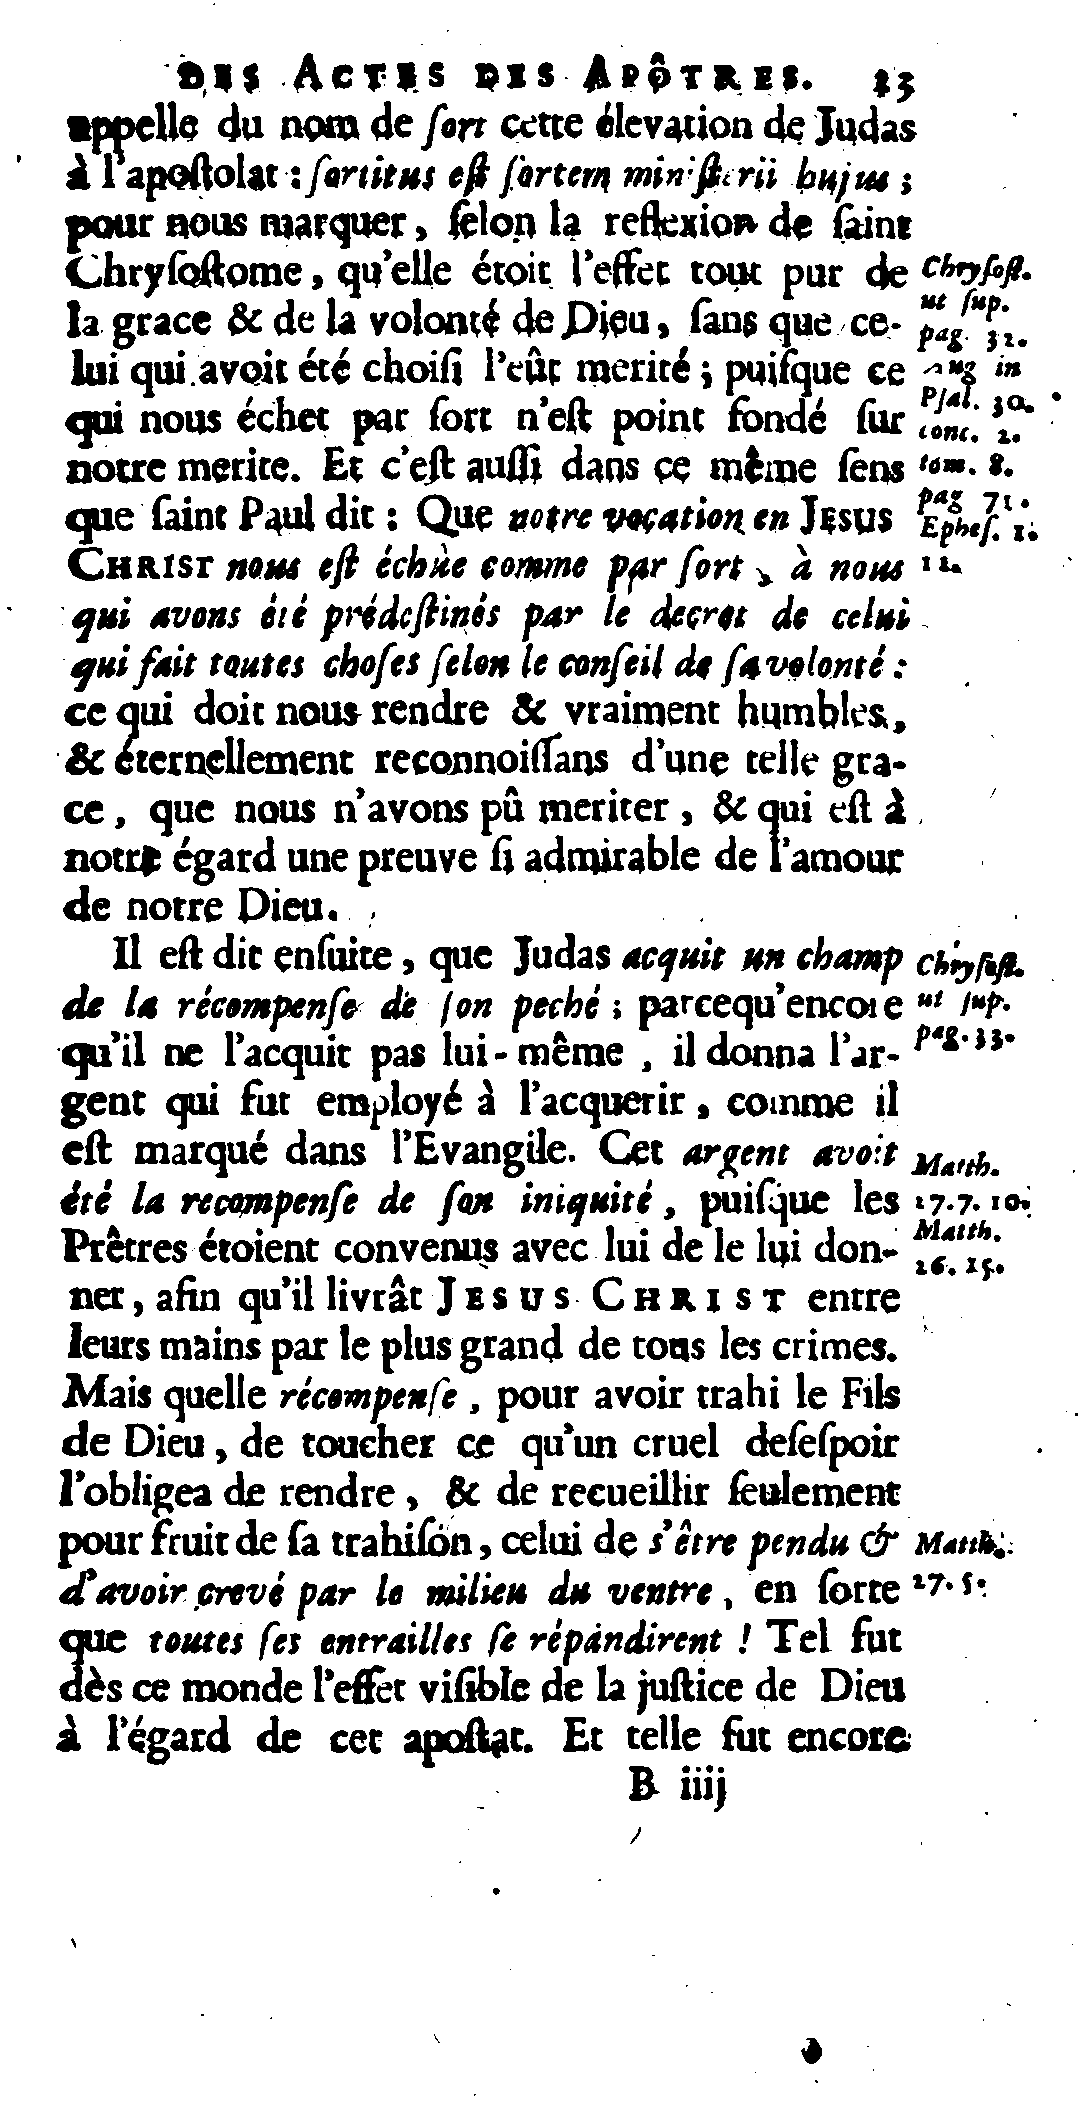 DES ACTES DES APÔTRES. 23
appelle du nom de ſort cette élevation de Judas
à l'apoſtolat : ſortitus eſt ſortem miniſterii hujus ;
pour nous marquer, ſelon la reflexion de ſaint
Chryſoſtome, qu'elle étoit l'effet tout pur de
la grace & de la volonté de Dieu, ſans que ce-
lui qui avoit été choiſi l'eût merité ; puiſque ce
qui nous échet par ſort n'eſt point fondé ſur
notre merite. Et c'eſt auſſi dans ce même ſens
que ſaint Paul dit : Que notre vocation en JESUS
CHRIST nous eſt échûe comme par ſort, à nous
qui avons été prédeſtinés par le decret de celui
qui fait toutes choſes ſelon le conſeil de ſa volonté :
ce qui doit nous rendre & vraiment humbles,
& éternellement reconnoiſſans d'une telle gra-
ce, que nous n'avons pû meriter, & qui eſt à
notre égard une preuve ſi admirable de l'amour
de notre Dieu.
Il eſt dit enſuite, que Judas acquit un champ
de la récompenſe de ſon peché ; parcequ'encore
qu'il ne l'acquit pas lui-même, il donna l'ar-
gent qui fut employé à l'acquerir, comme il
eſt marqué dans l'Evangile. Cet argent avoit
été la recompenſe de ſon iniquité, puiſque les
Prêtres étoient convenus avec lui de le lui don-
ner, afin qu'il livrât JESUS CHRIST entre
leurs mains par le plus grand de tous les crimes.
Mais quelle récompenſe, pour avoir trahi le Fils
de Dieu, de toucher ce qu'un cruel deſeſpoir
l'obligea de rendre, & de recueillir ſeulement
pour fruit de ſa trahiſon, celui de s'être pendu &
d'avoir crevé par le milieu du ventre, en ſorte
que toutes ſes entrailles ſe répandirent ! Tel fut
dès ce monde l'effet viſible de la juſtice de Dieu
à l'égard de cet apoſtat. Et telle fut encore
B iiij
Chryſoſt.
ut ſup.
pag. 32.
Aug in
Pſal. 30.
conc. 2.
tom. 8.
pag 71.
Epheſ. 1.
11.
Chryſoſt.
ut ſup.
pag. 33.
Matth.
27. 7. 10.
Matth.
26. 15.
Matth.
27. 5.